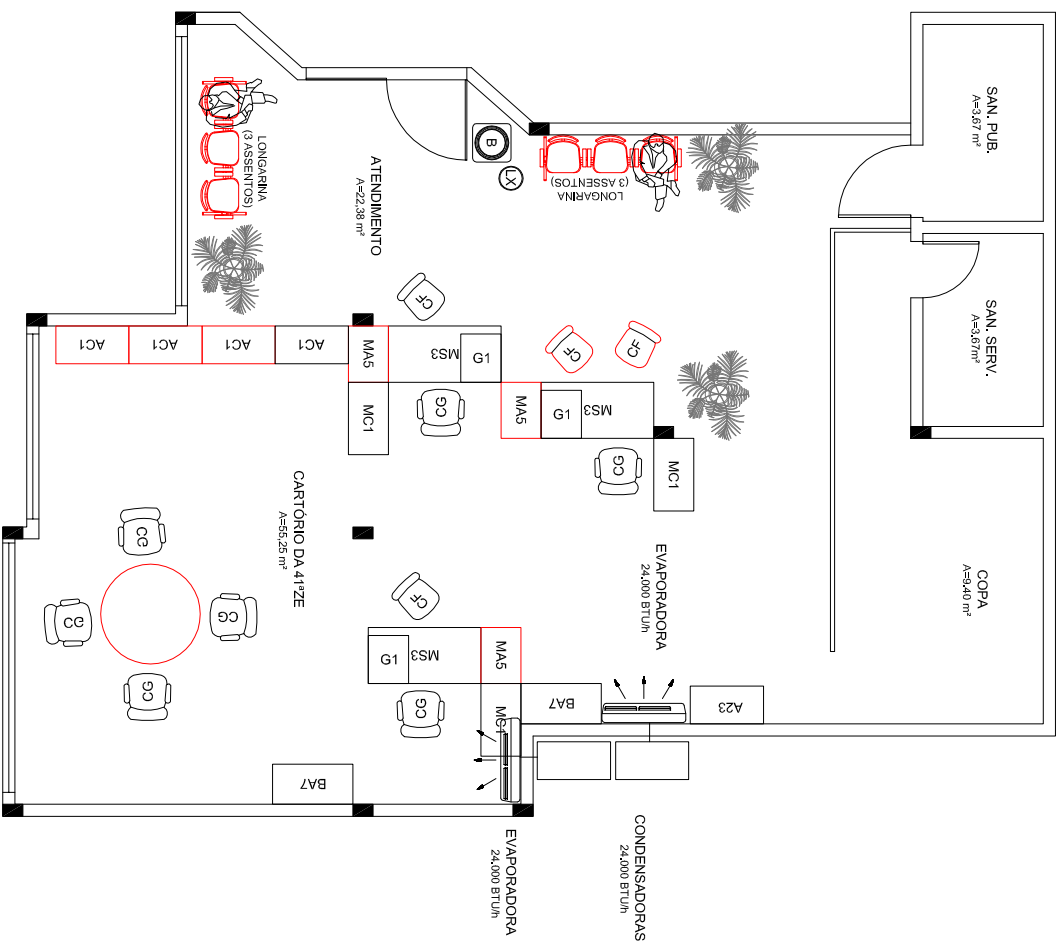 SAN. PUB.
A=3,67 m²
SAN. SERV.
A=3,67m²
COPA
A=9,40 m²
B
LX
LONGARINA
(3 ASSENTOS)
LONGARINA
(3 ASSENTOS)
ATENDIMENTO
A=22,38 m²
CF
CF
CF
AC1
AC1
AC1
AC1
MA5
MS3
G1
MC1
CG
MA5
G1
MS3
CG
MC1
CARTÓRIO DA 41ªZE
A=55,25 m²
CG
CG
CG
CG
CF
G1
MS3
MA5
CG
MC1
BA7
A23
BA7
EVAPORADORA
24.000 BTU/h
EVAPORADORA
24.000 BTU/h
CONDENSADORAS
24.000 BTU/h